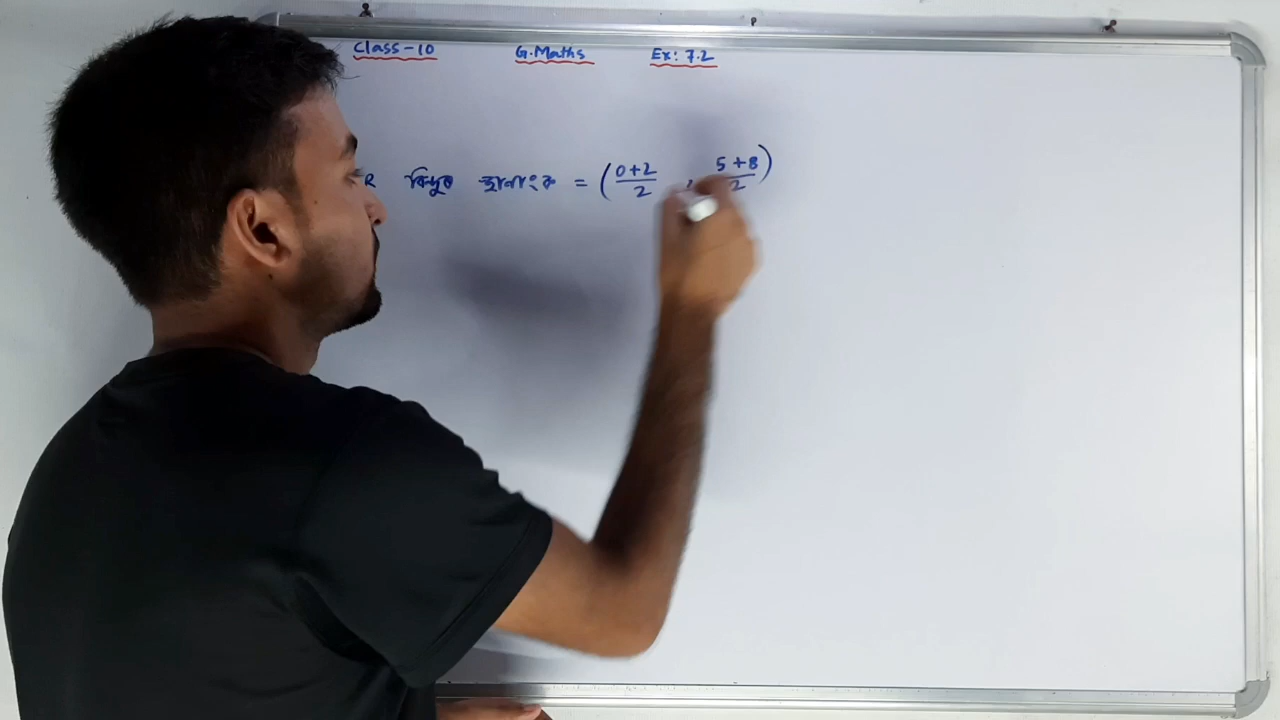 Class-10 G.Maths Ex: 7.2
R বিন্দুৰ স্থানাংক = (0+2/2 , 5+8/2)